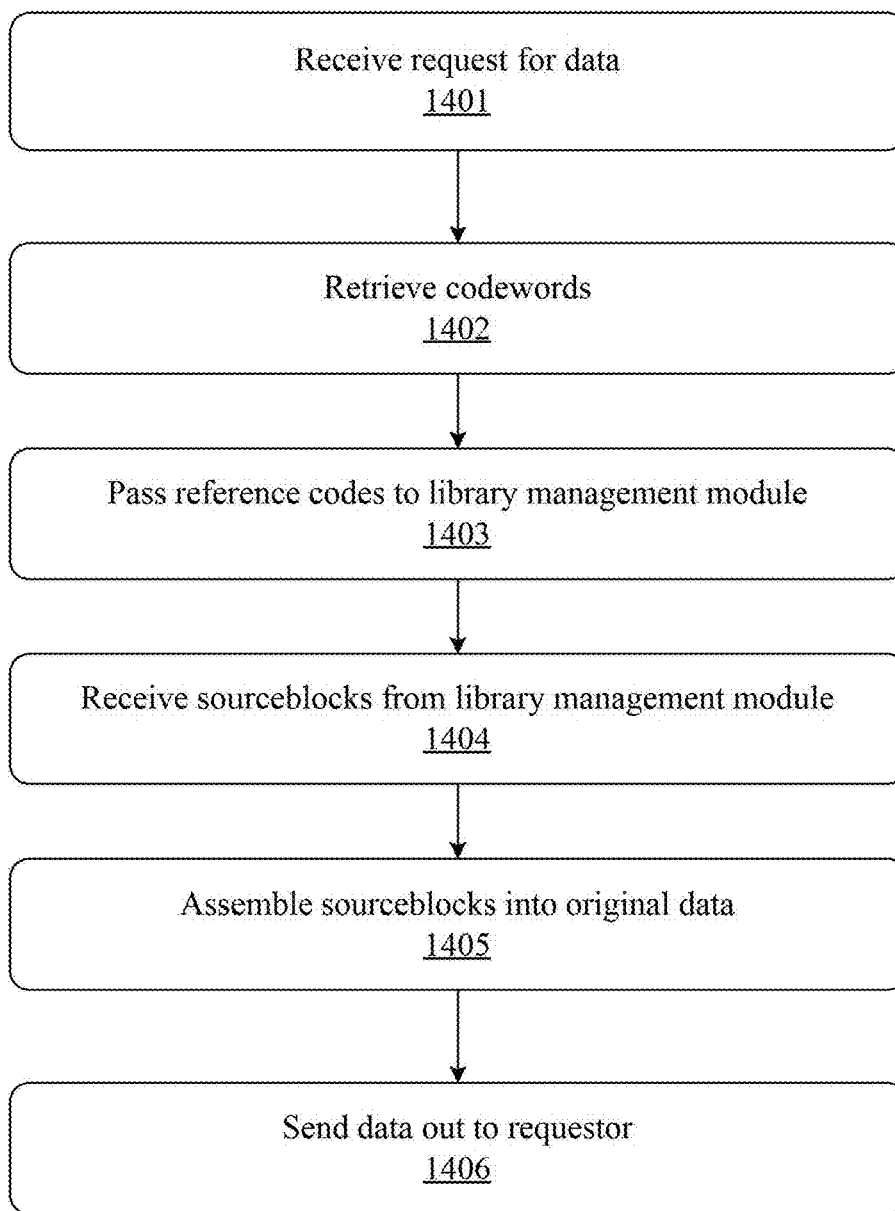 Receive request for data
1401
Retrieve codewords
1402
Pass reference codes to library management module
1403
Receive sourceblocks from library management module
1404
Assemble sourceblocks into original data
1405
Send data out to requestor
1406